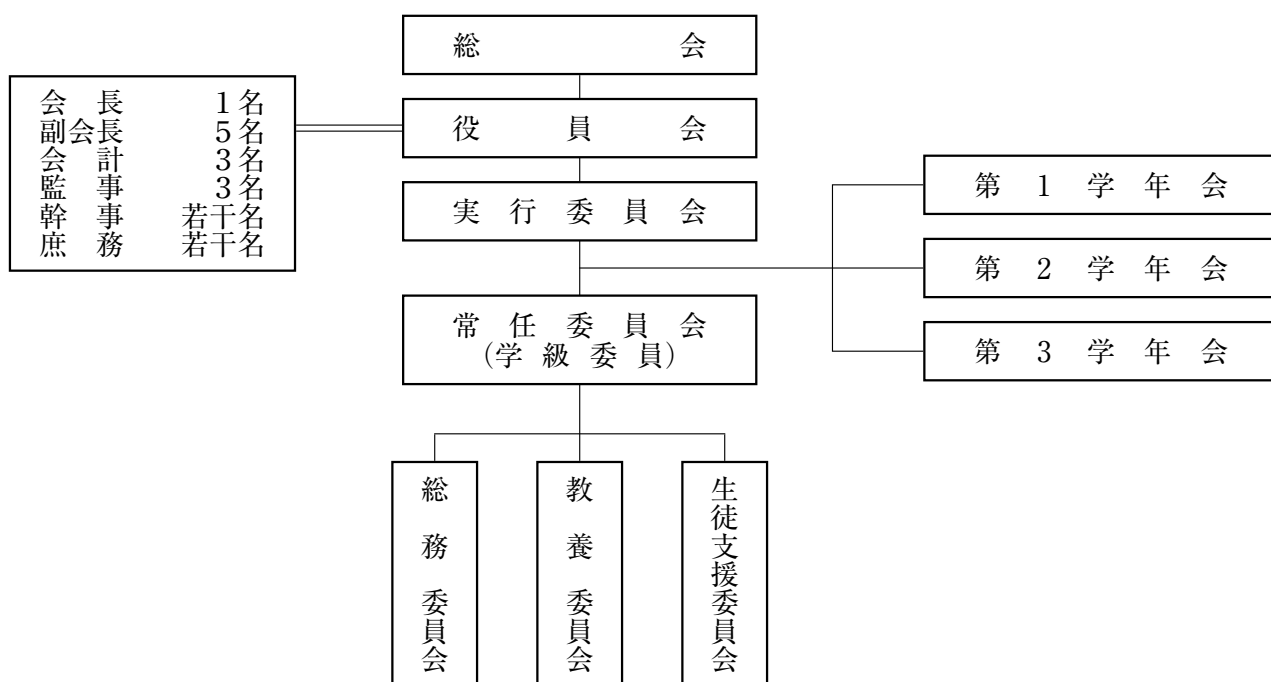 総会
会長 1名
副会長 5名
会計 3名
監事 3名
幹事 若干名
庶務 若干名
役員会
実行委員会
第1学年会
第2学年会
第3学年会
常任委員会
(学級委員)
総務委員会
教養委員会
生徒支援委員会